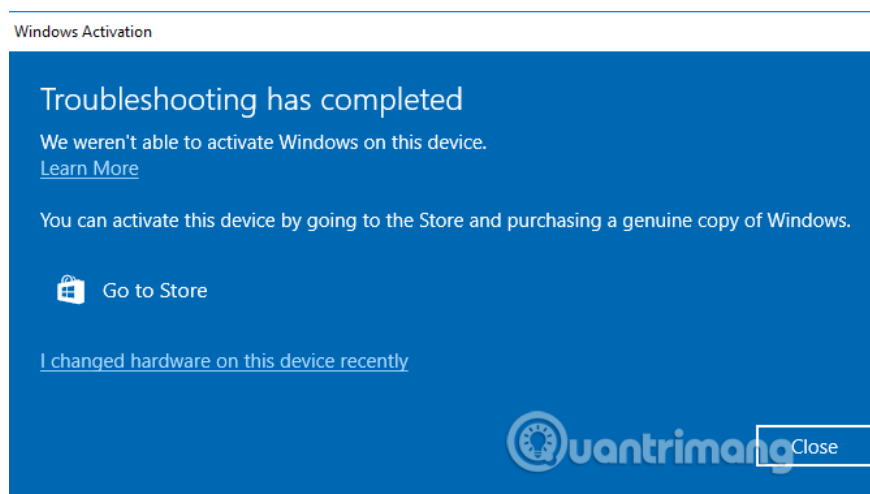 Windows Activation
Troubleshooting has completed
We weren't able to activate Windows on this device.
Learn More
You can activate this device by going to the Store and purchasing a genuine copy of Windows.
Go to Store
I changed hardware on this device recently
Quantrimang
Close